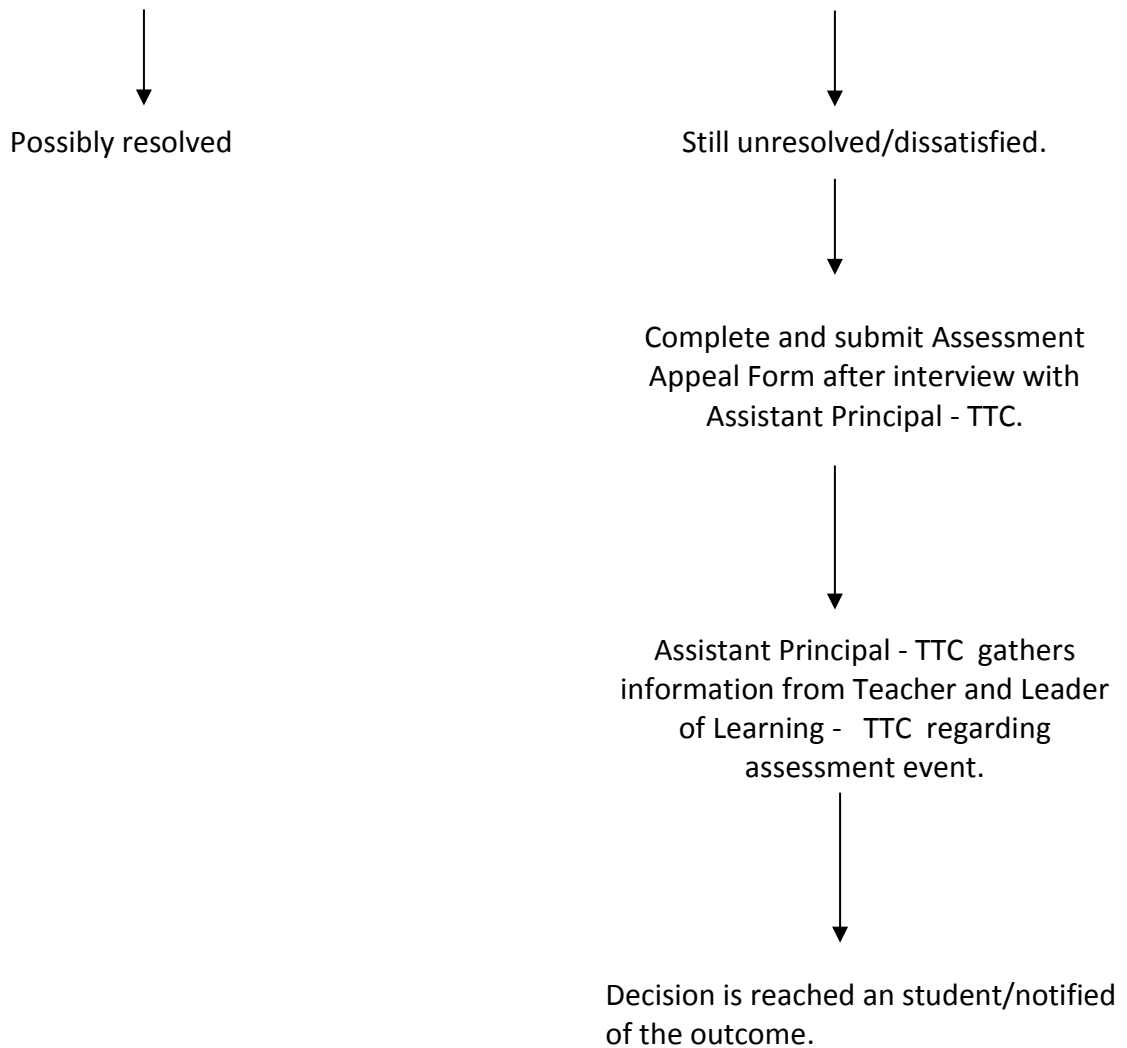 Possibly resolved
Still unresolved/dissatisfied.
Complete and submit Assessment
Appeal Form after interview with
Assistant Principal - TTC.
Assistant Principal - TTC gathers
information from Teacher and Leader
of Learning - TTC regarding
assessment event.
Decision is reached an student/notified
of the outcome.